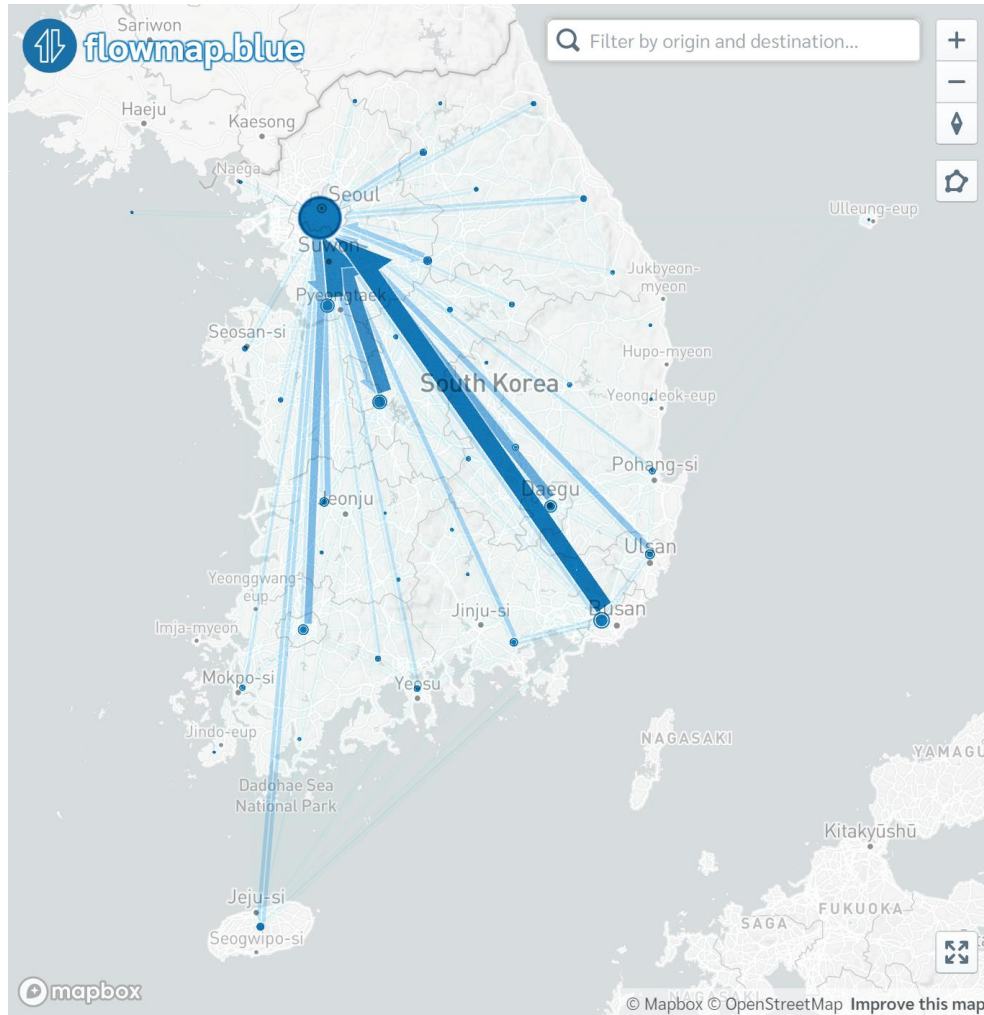 Sariwon
flowmap.blue
Filter by origin and destination...
Haeju
Kaesong
Naega
Seoul
Ulleung-eup
Suwon
Jukbyeon-
myeon
Pyeongtaek
Seosan-si
Hupo-myeon
South Korea
Yeongdeok-eup
Pohang-si
Daegu
Jeonju
Ulsan
Yeonggwang-
eup
Busan
Jinju-si
Imja-myeon
Mokpo-si
Yeosu
Jindo-eup
NAGASAKI
YAMAGU
Dadohae Sea
National Park
Kitakyūshū
Jeju-si
FUKUOKA
SAGA
Seogwipo-si
mapbox
NAGASAKI
© Mapbox © OpenStreetMap Improve this map